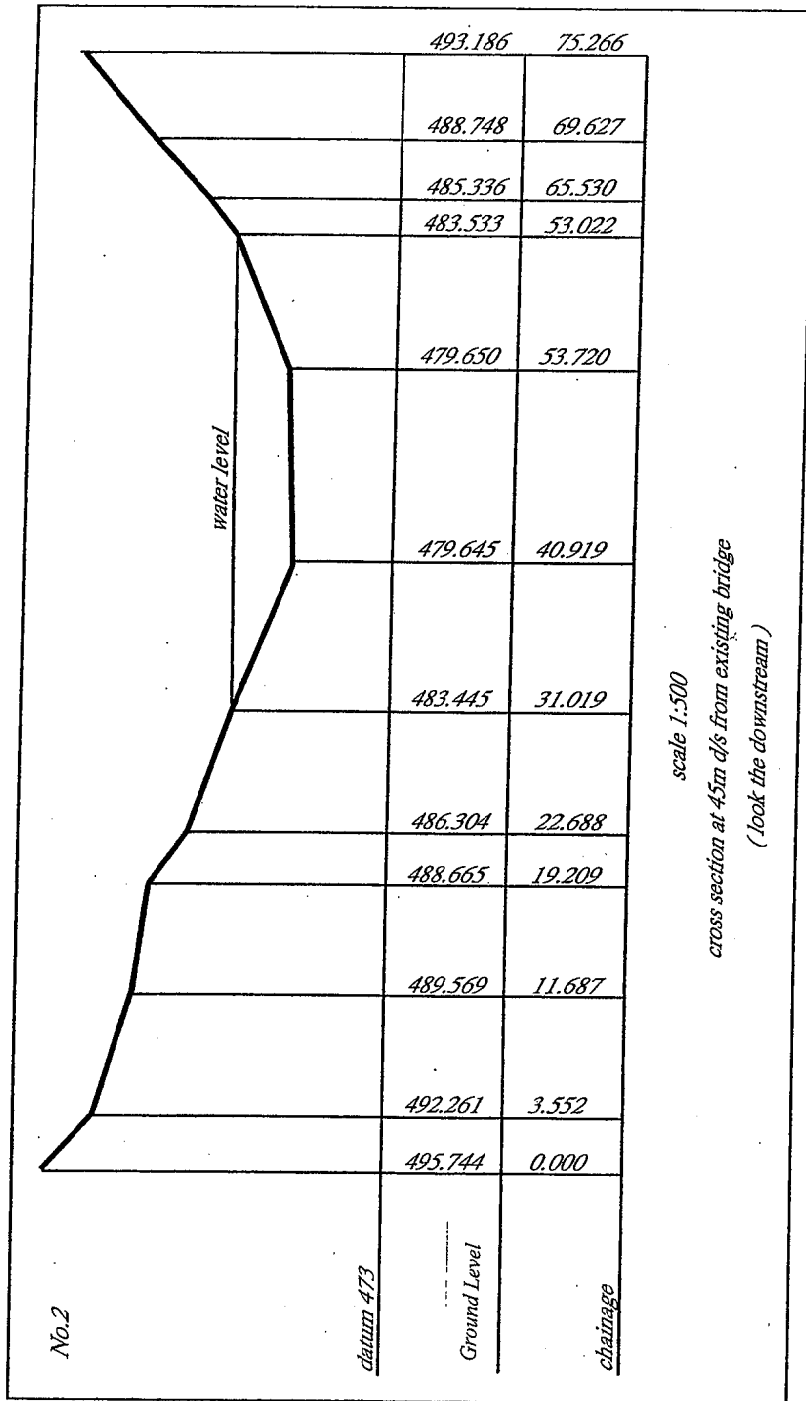 No.2
water level
datum 473
Ground Level 495.744 492.261 489.569 488.665 486.304 483.445 479.645 479.650 483.533 485.336 488.748 493.186
chainage 0.000 3.552 11.687 19.209 22.688 31.019 40.919 53.720 53.022 65.530 69.627 75.266
scale 1:500
cross section at 45m d/s from existing bridge
( look the downstream )